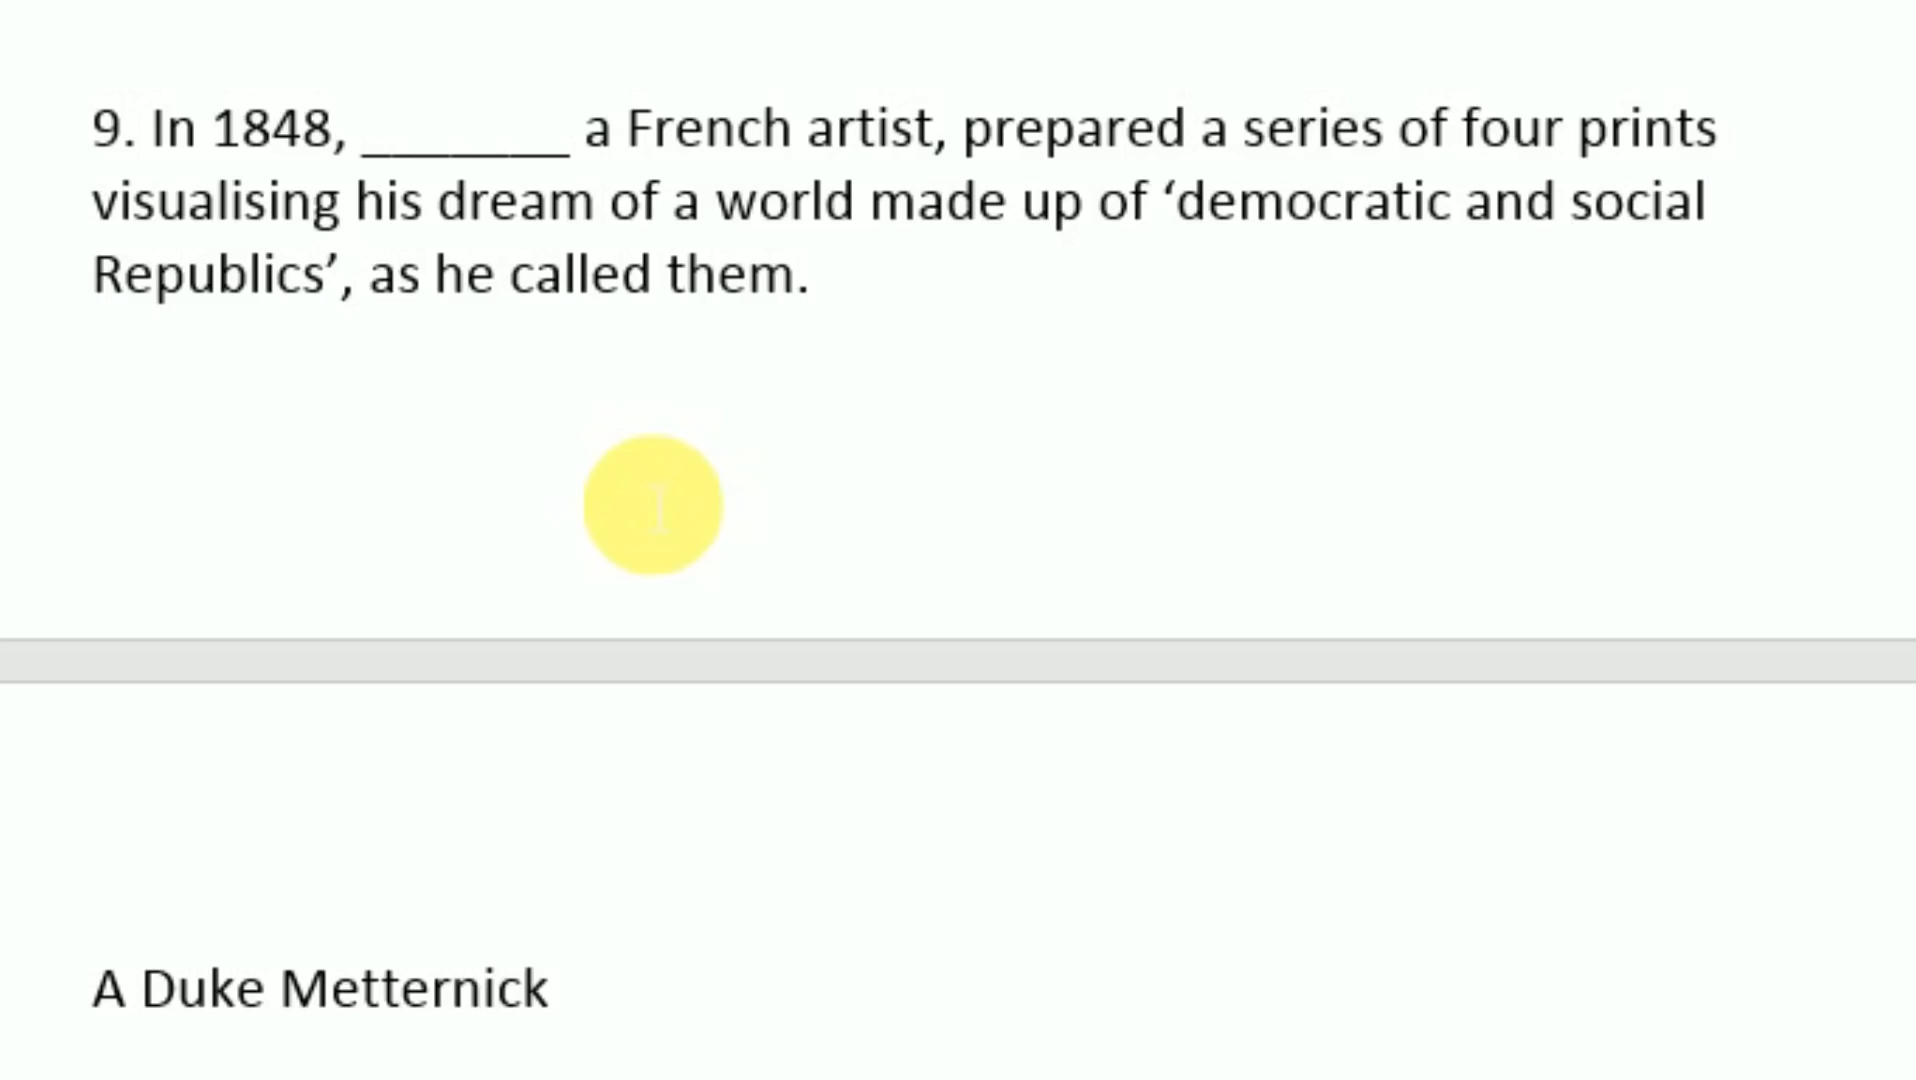 9. In 1848, _______ a French artist, prepared a series of four prints
visualising his dream of a world made up of ‘democratic and social
Republics’, as he called them.
A Duke Metternick